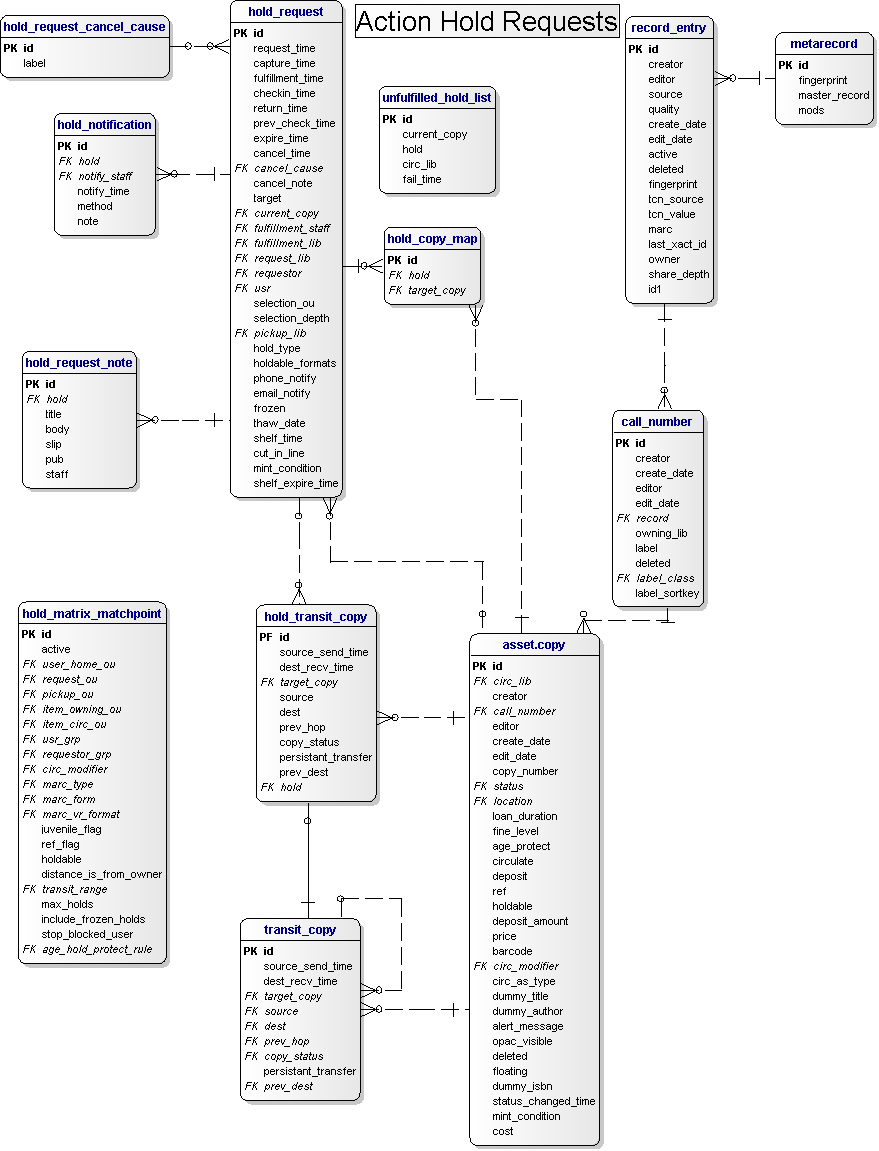 Action Hold Requests
hold_request_cancel_cause
PK id
label
hold_request
PK id
request_time
capture_time
fulfillment_time
checkin_time
return_time
prev_check_time
expire_time
cancel_time
FK cancel_cause
cancel_note
target
FK current_copy
FK fulfillment_staff
FK fulfillment_lib
FK request_lib
FK requestor
FK usr
selection_ou
selection_depth
FK pickup_lib
hold_type
holdable_formats
phone_notify
email_notify
frozen
thaw_date
shelf_time
cut_in_line
mint_condition
shelf_expire_time
record_entry
PK id
creator
editor
source
quality
create_date
edit_date
active
deleted
fingerprint
tcn_source
tcn_value
marc
last_xact_id
owner
share_depth
id1
metarecord
PK id
fingerprint
master_record
mods
unfulfilled_hold_list
PK id
current_copy
hold
circ_lib
fail_time
hold_notification
PK id
FK hold
FK notify_staff
notify_time
method
note
hold_copy_map
PK id
FK hold
FK target_copy
hold_request_note
PK id
FK hold
title
body
slip
pub
staff
call_number
PK id
creator
create_date
editor
edit_date
FK record
owning_lib
label
deleted
FK label_class
label_sortkey
hold_matrix_matchpoint
PK id
active
FK user_home_ou
FK request_ou
FK pickup_ou
FK item_owning_ou
FK item_circ_ou
FK usr_grp
FK requestor_grp
FK circ_modifier
FK marc_type
FK marc_form
FK marc_vr_format
juvenile_flag
ref_flag
holdable
distance_is_from_owner
FK transit_range
max_holds
include_frozen_holds
stop_blocked_user
FK age_hold_protect_rule
hold_transit_copy
PF id
source_send_time
dest_recv_time
FK target_copy
source
dest
prev_hop
copy_status
persistant_transfer
prev_dest
FK hold
asset.copy
PK id
FK circ_lib
creator
FK call_number
editor
create_date
edit_date
copy_number
FK status
FK location
loan_duration
fine_level
age_protect
circulate
deposit
ref
holdable
deposit_amount
price
barcode
FK circ_modifier
circ_as_type
dummy_title
dummy_author
alert_message
opac_visible
deleted
floating
dummy_isbn
status_changed_time
mint_condition
cost
transit_copy
PK id
source_send_time
dest_recv_time
FK target_copy
FK source
FK dest
FK prev_hop
FK copy_status
persistant_transfer
FK prev_dest